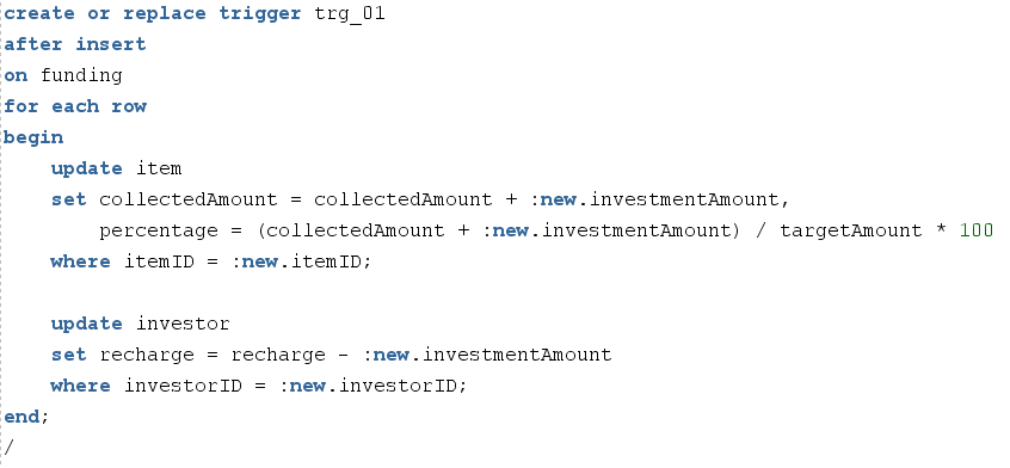 create or replace trigger trg_01
after insert
on funding
for each row
begin
    update item
    set collectedAmount = collectedAmount + :new.investmentAmount,
        percentage = (collectedAmount + :new.investmentAmount) / targetAmount * 100
    where itemID = :new.itemID;

    update investor
    set recharge = recharge - :new.investmentAmount
    where investorID = :new.investorID;
end;
/